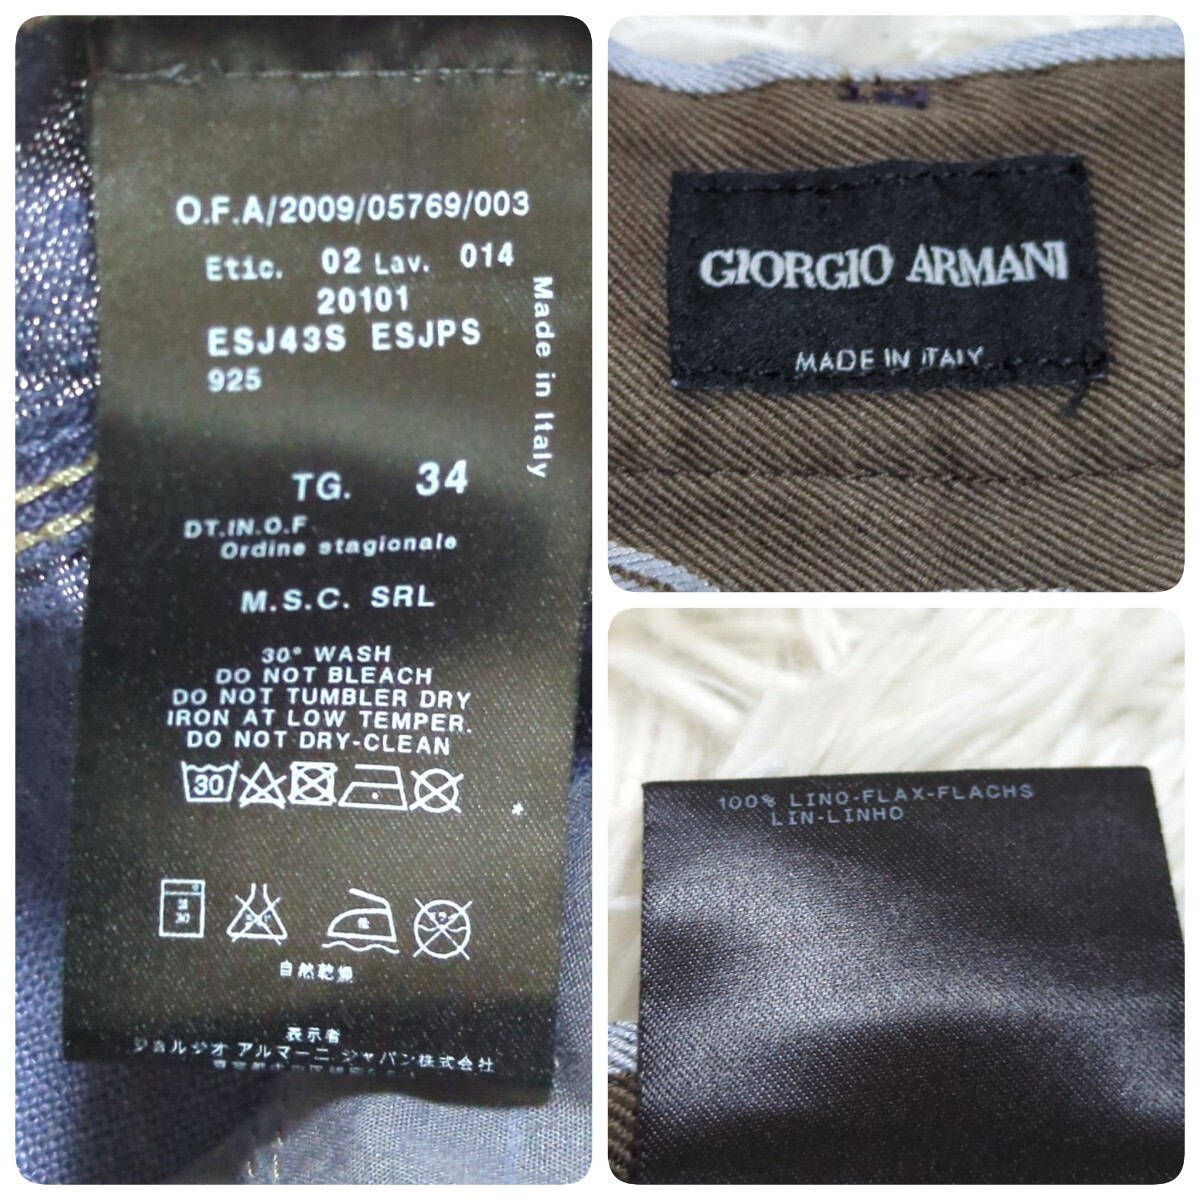 O.F.A/2009/05769/003
Etic. 02 Lav. 014
20101
ESJ43S ESJPS
925
Made in Italy
TG. 34
DT.IN.O.F
Ordine stagionale
M.S.C. SRL
30° WASH
DO NOT BLEACH
DO NOT TUMBLER DRY
IRON AT LOW TEMPER.
DO NOT DRY-CLEAN
30
*
30
低
自然乾燥
表示者
ジョルジオ アルマーニ ジャパン株式会社
GIORGIO ARMANI
MADE IN ITALY
100% LINO-FLAX-FLACHS
LIN-LINHO